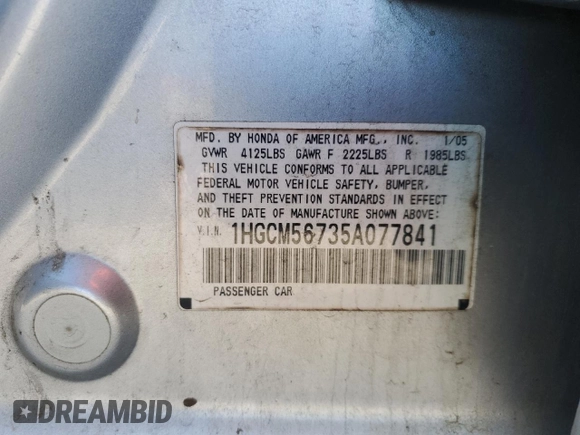 MFD. BY HONDA OF AMERICA MFG., INC. 1/05
GVWR 4125LBS GAWR F 2225LBS R 1985LBS
THIS VEHICLE CONFORMS TO ALL APPLICABLE
FEDERAL MOTOR VEHICLE SAFETY, BUMPER,
AND THEFT PREVENTION STANDARDS IN EFFECT
ON THE DATE OF MANUFACTURE SHOWN ABOVE:
V.I.N. 1HGCM56735A077841
PASSENGER CAR
DREAMBID